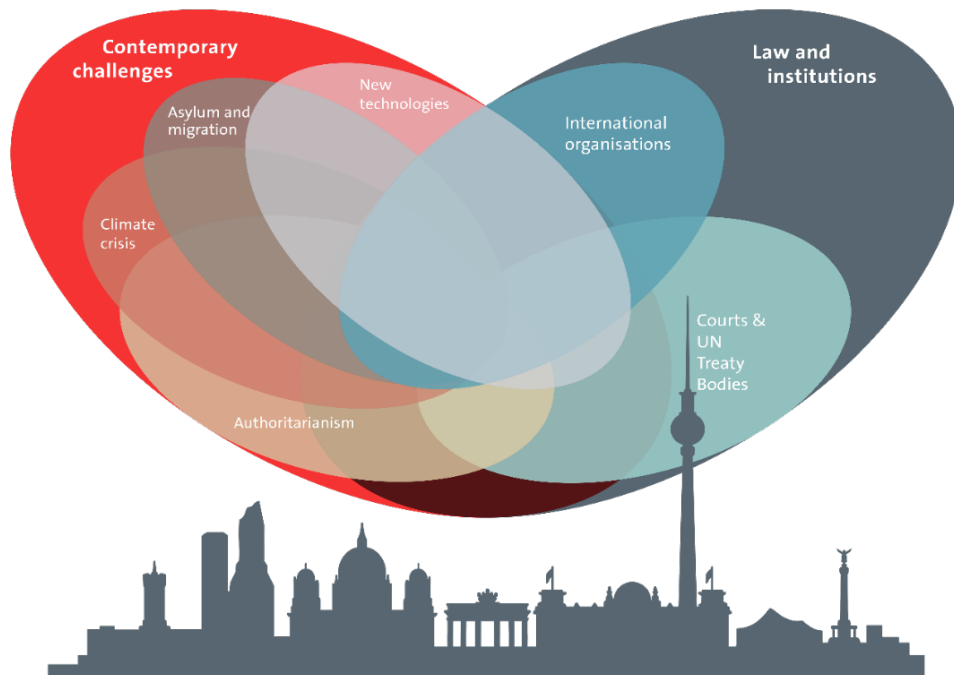 Contemporary
challenges
Law and
institutions
New
technologies
Asylum and
migration
International
organisations
Climate
crisis
Courts &
UN
Treaty
Bodies
Authoritarianism